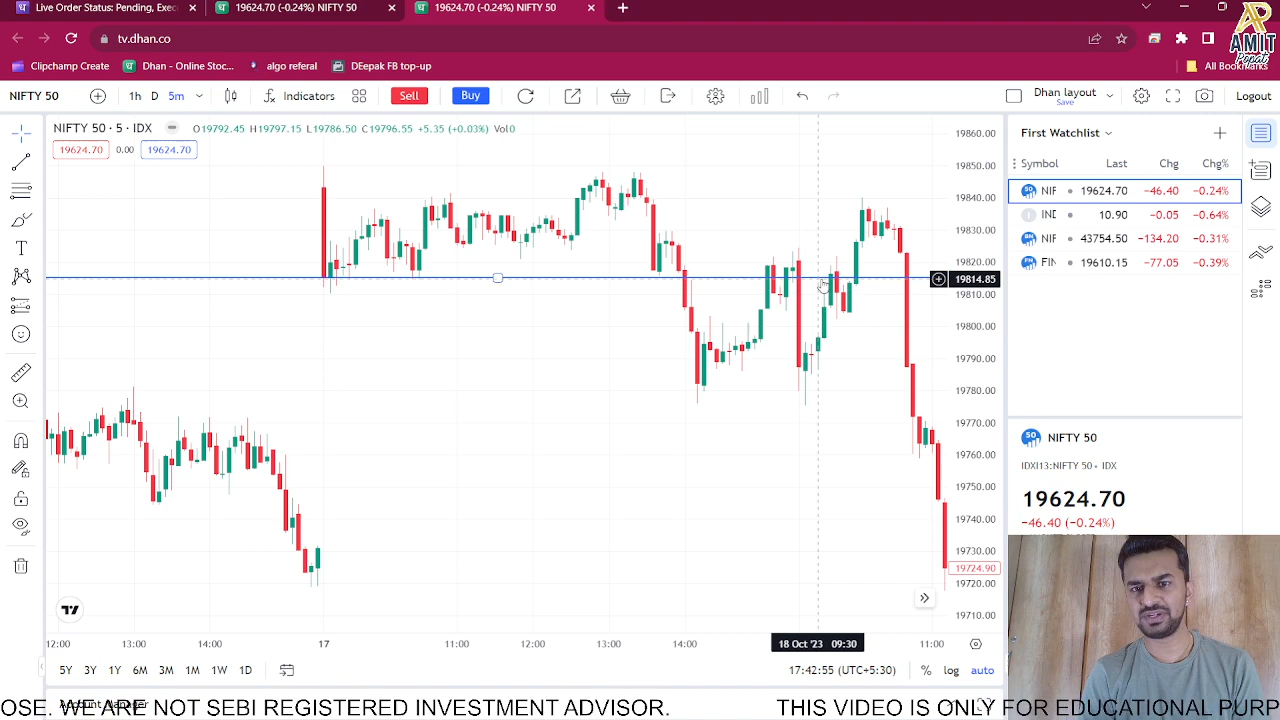 Live Order Status: Pending, Exec
19624.70 (-0.24%) NIFTY 50
19624.70 (-0.24%) NIFTY 50
tv.dhan.co
AP
AMIT
Popat
Clipchamp Create
Dhan - Online Stoc...
algo referal
DEepak FB top-up
All Bookmarks
NIFTY 50
1h D 5m
Indicators
Sell
Buy
Dhan layout
Save
Logout
NIFTY 50 · 5 · IDX
O19792.45 H19797.15 L19786.50 C19796.55 +5.35 (+0.03%) Vol0
19624.70 0.00 19624.70
19860.00
19850.00
19840.00
19830.00
19820.00
19814.85
19810.00
19800.00
19790.00
19780.00
19770.00
19760.00
19750.00
19740.00
19730.00
19724.90
19720.00
19710.00
First Watchlist
Symbol Last Chg Chg%
50 NIF 19624.70 -46.40 -0.24%
I IND 10.90 -0.05 -0.64%
BN NIF 43754.50 -134.20 -0.31%
FN FIN 19610.15 -77.05 -0.39%
50 NIFTY 50
IDXI13:NIFTY 50 • IDX
19624.70
-46.40 (-0.24%)
12:00 13:00 14:00 17 11:00 12:00 13:00 14:00 18 Oct '23 09:30 11:00
5Y 3Y 1Y 6M 3M 1M 1W 1D
17:42:55 (UTC+5:30) % log auto
Account Manager
OSE. WE ARE NOT SEBI REGISTERED INVESTMENT ADVISOR. THIS VIDEO IS ONLY FOR EDUCATIONAL PURP